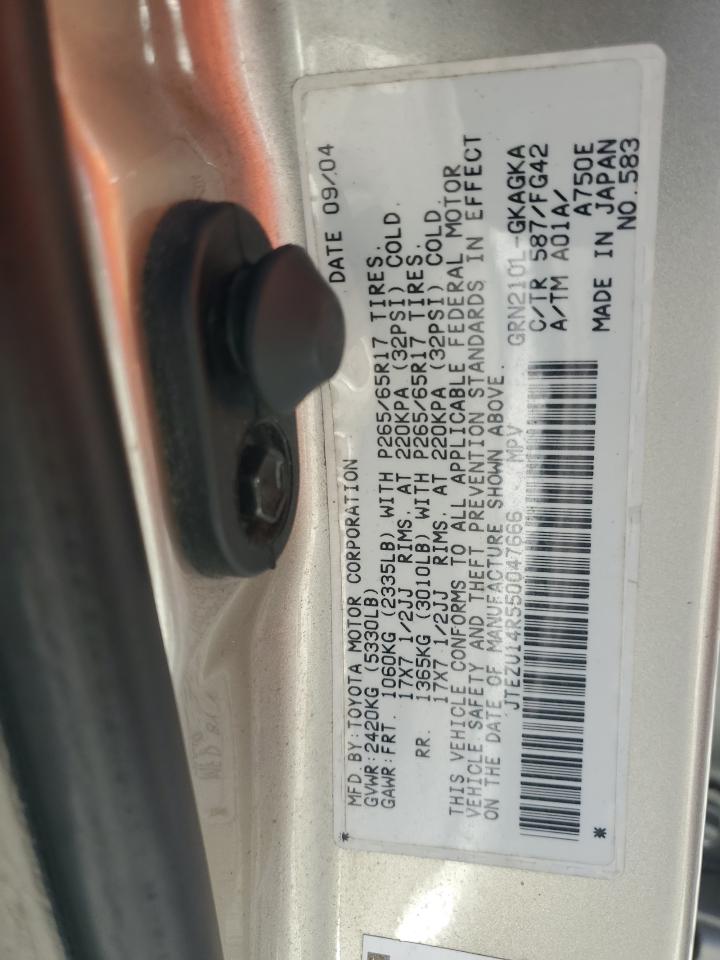 DATE 09/04
MFD. BY: TOYOTA MOTOR CORPORATION
GVWR: 2420KG (5330LB)
GAWR: FRT. 1060KG (2335LB) WITH P265/65R17 TIRES.
17X7 1/2JJ RIMS. AT 220KPA (32PSI) COLD.
RR. 1365KG (3010LB) WITH P265/65R17 TIRES.
17X7 1/2JJ RIMS. AT 220KPA (32PSI) COLD.
THIS VEHICLE CONFORMS TO ALL APPLICABLE FEDERAL MOTOR
VEHICLE SAFETY AND THEFT PREVENTION STANDARDS IN EFFECT
ON THE DATE OF MANUFACTURE SHOWN ABOVE.
JTEZU14R550047666 MPV GRN210L-GKAGKA
C/TR 587/FG42
A/TM A01A/ A750E
MADE IN JAPAN
NO. 583